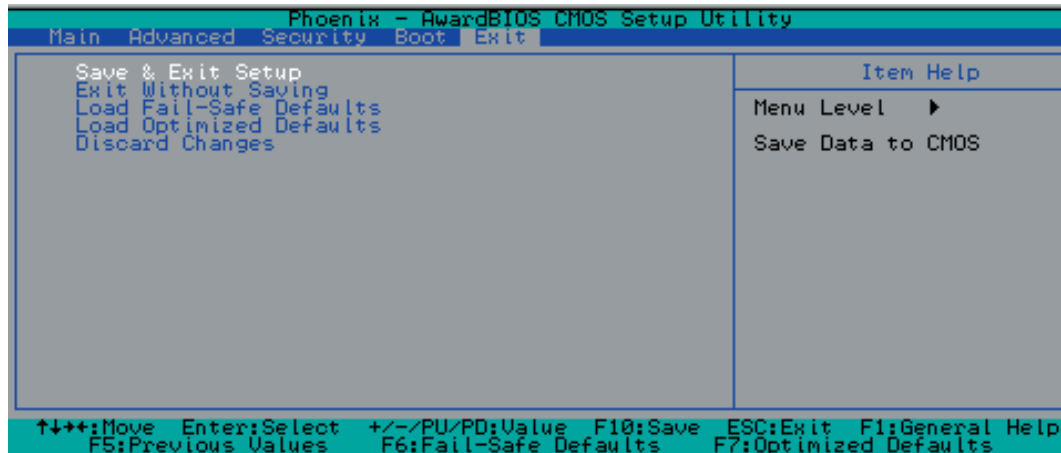 Phoenix - AwardBIOS CMOS Setup Utility
Main Advanced Security Boot Exit
Save & Exit Setup
Exit Without Saving
Load Fail-Safe Defaults
Load Optimized Defaults
Discard Changes
Item Help
Menu Level ▶
Save Data to CMOS
↑↓→←:Move Enter:Select +/-/PU/PD:Value F10:Save ESC:Exit F1:General Help
F5:Previous Values F6:Fail-Safe Defaults F7:Optimized Defaults